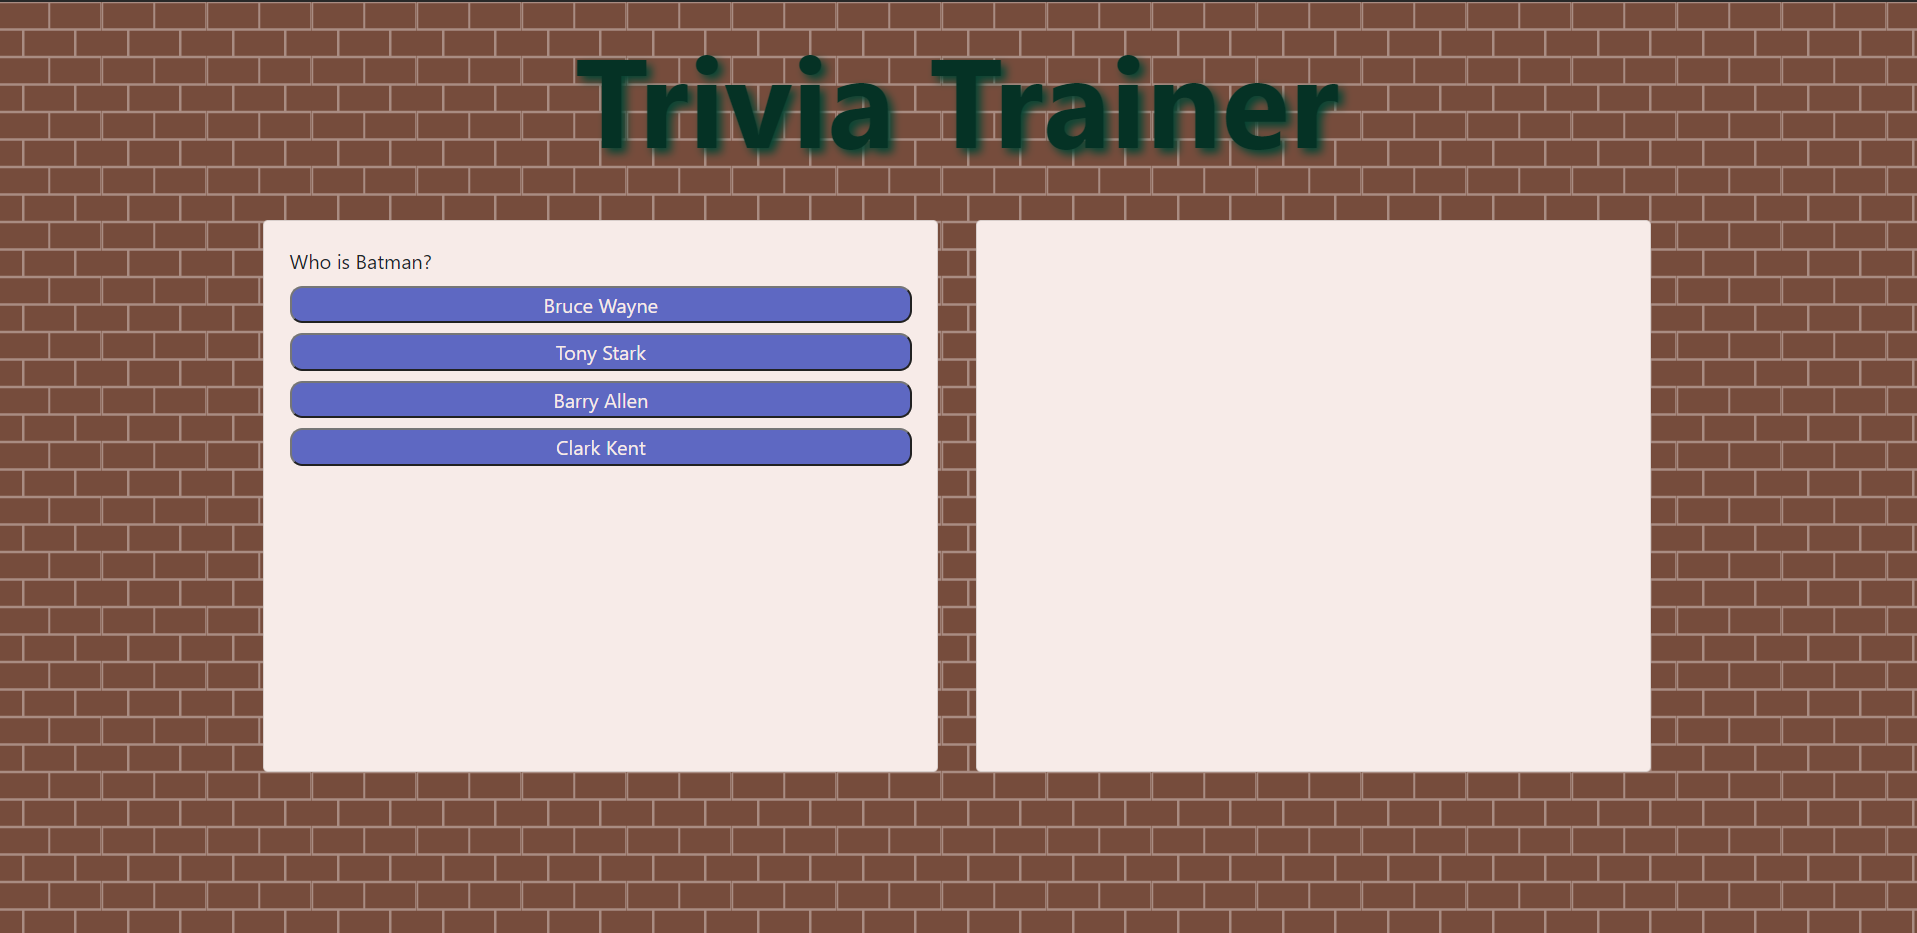 Trivia Trainer
Who is Batman?
Bruce Wayne
Tony Stark
Barry Allen
Clark Kent